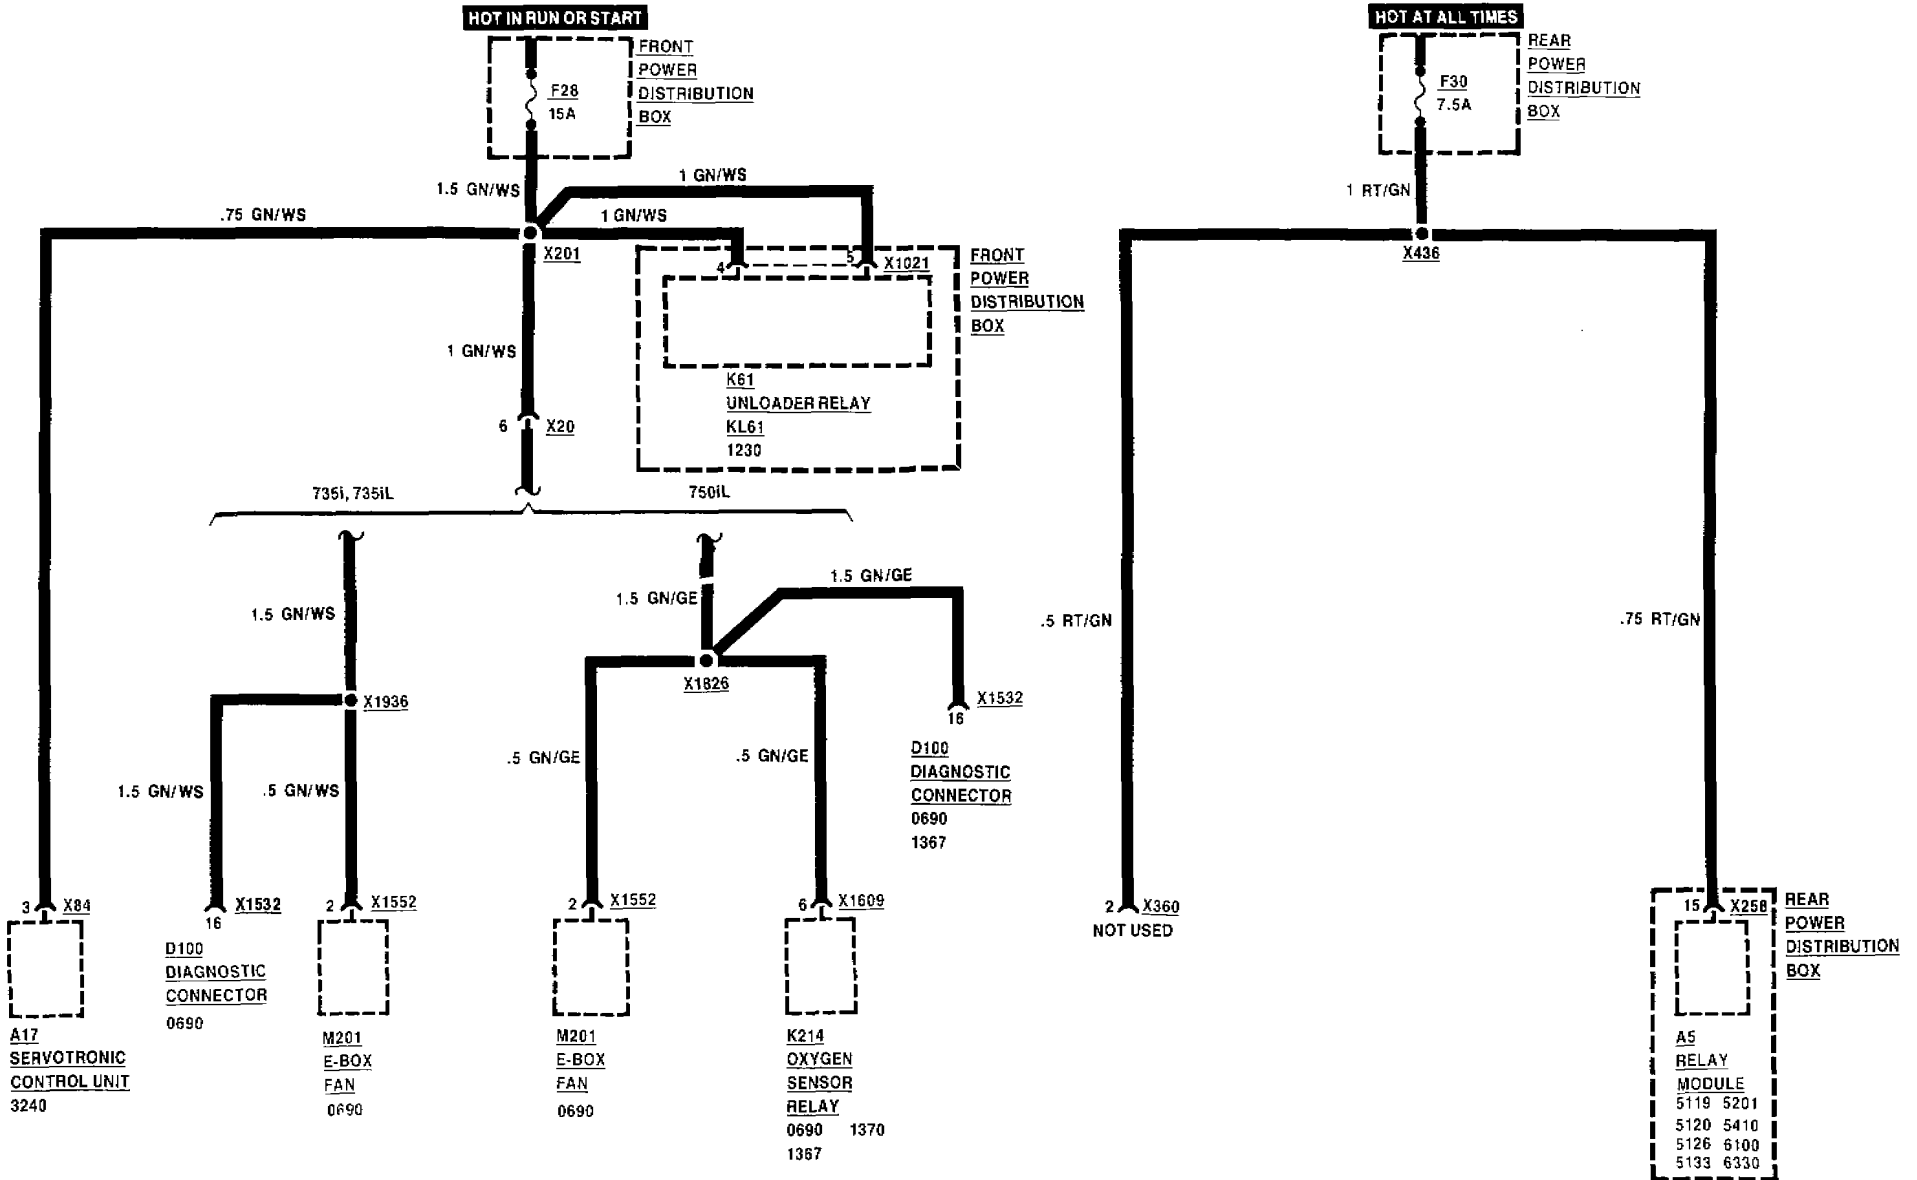 HOT IN RUN OR START
FRONT
POWER
DISTRIBUTION
BOX
F28
15A
1.5 GN/WS
1 GN/WS
.75 GN/WS
1 GN/WS
X201
4
5
X1021
FRONT
POWER
DISTRIBUTION
BOX
K61
UNLOADER RELAY
KL61
1230
1 GN/WS
6
X20
735i, 735iL
750iL
1.5 GN/WS
X1936
1.5 GN/WS
.5 GN/WS
1.5 GN/GE
1.5 GN/GE
X1826
.5 GN/GE
.5 GN/GE
X1532
16
D100
DIAGNOSTIC
CONNECTOR
0690
1367
3
X84
A17
SERVOTRONIC
CONTROL UNIT
3240
X1532
16
D100
DIAGNOSTIC
CONNECTOR
0690
2
X1552
M201
E-BOX
FAN
0690
2
X1552
M201
E-BOX
FAN
0690
6
X1609
K214
OXYGEN
SENSOR
RELAY
0690 1370
1367
HOT AT ALL TIMES
REAR
POWER
DISTRIBUTION
BOX
F30
7.5A
1 RT/GN
X436
.5 RT/GN
.75 RT/GN
2
X360
NOT USED
15
X258
REAR
POWER
DISTRIBUTION
BOX
A5
RELAY
MODULE
5119 5201
5120 5410
5126 6100
5133 6330